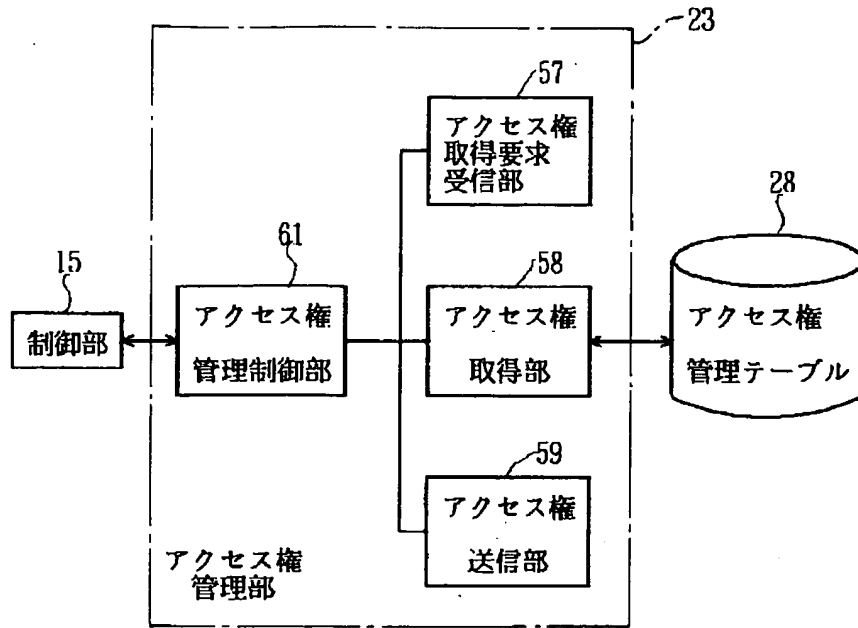 23
57
アクセス権
取得要求
受信部
28
61
15
58
制御部
アクセス権
管理制御部
アクセス権
取得部
アクセス権
管理テーブル
59
アクセス権
送信部
アクセス権
管理部